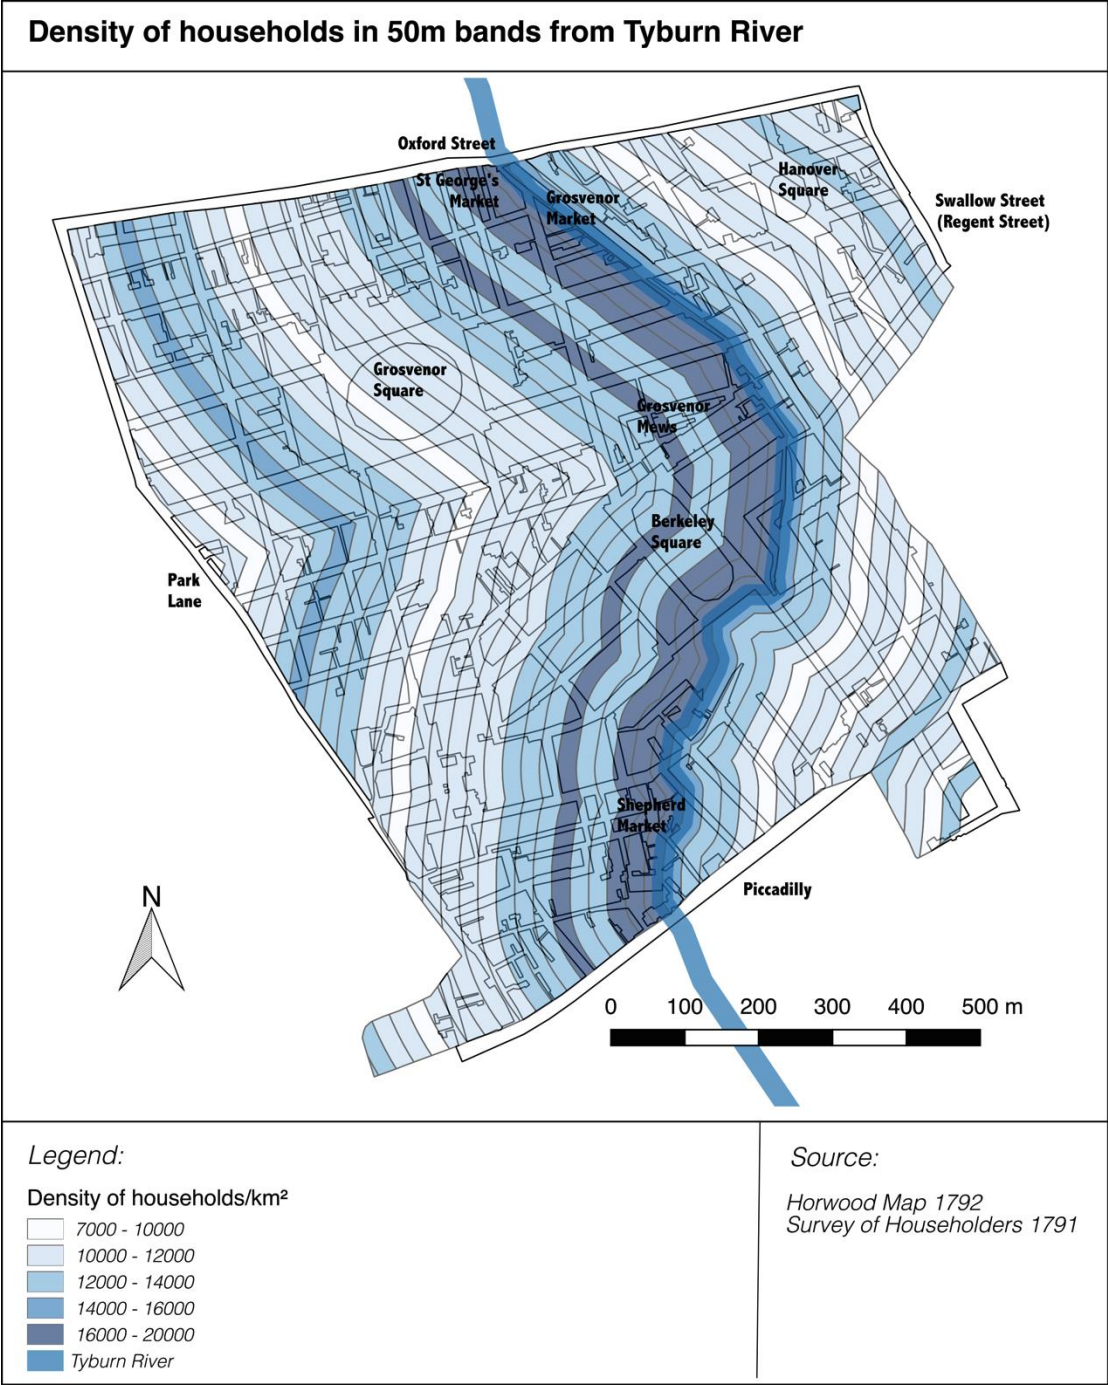 Density of households in 50m bands from Tyburn River
Oxford Street
St George's
Market
Grosvenor
Market
Hanover
Square
Swallow Street
(Regent Street)
Grosvenor
Square
Grosvenor
Mews
Berkeley
Square
Park
Lane
Shepherd
Market
Piccadilly
N
0 100 200 300 400 500 m
Legend:
Density of households/km²
7000 - 10000
10000 - 12000
12000 - 14000
14000 - 16000
16000 - 20000
Tyburn River
Source:
Horwood Map 1792
Survey of Householders 1791